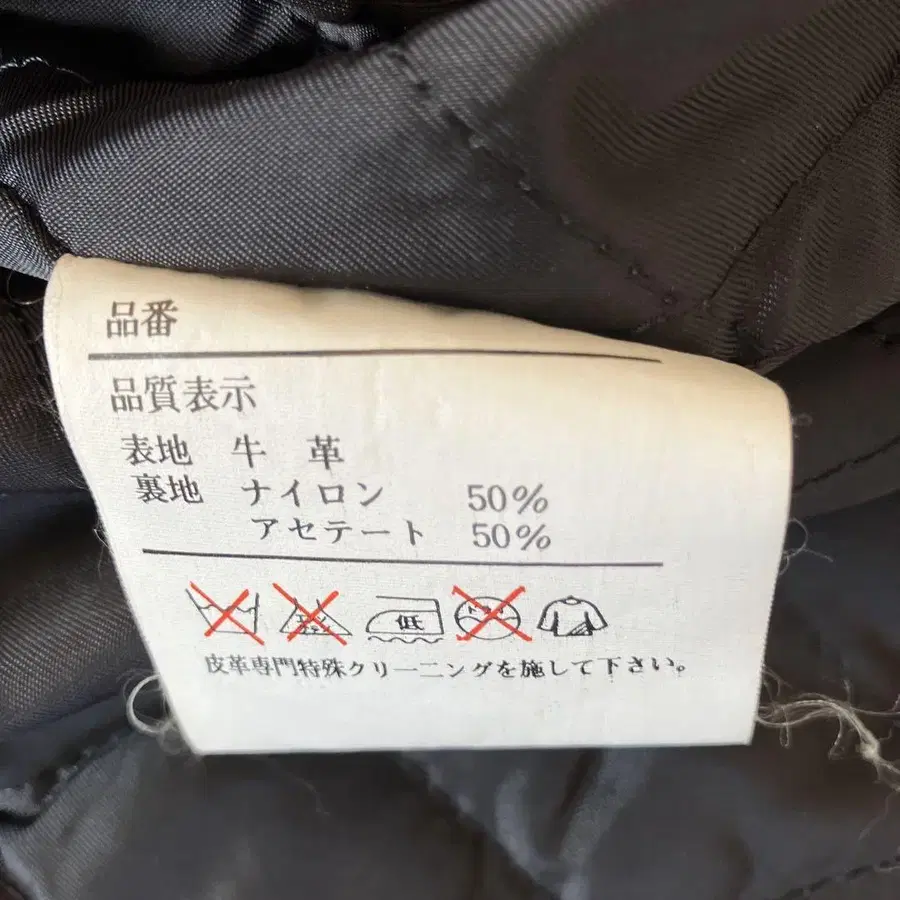 品番
品質表示
表地 牛 革
裏地 ナイロン 50%
アセテート 50%
低
皮革専門特殊クリーニングを施して下さい。